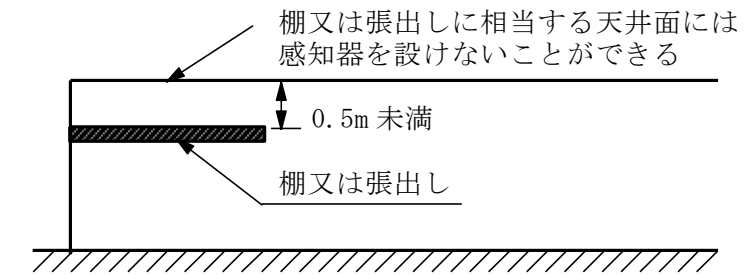 棚又は張出しに相当する天井面には
感知器を設けないことができる
0.5m 未満
棚又は張出し